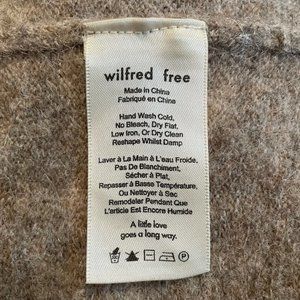 wilfred free
Made in China
Fabriqué en China
Hand Wash Cold,
No Bleach, Dry Flat,
Low Iron, Or Dry Clean
Reshape Whilst Damp
Laver à La Main à L'eau Froide,
Pas De Blanchiment,
Sécher à Plat,
Repasser à Basse Température,
Ou Nettoyer à Sec
Remodeler Pendant Que
L'article Est Encore Humide
A little love
goes a long way.